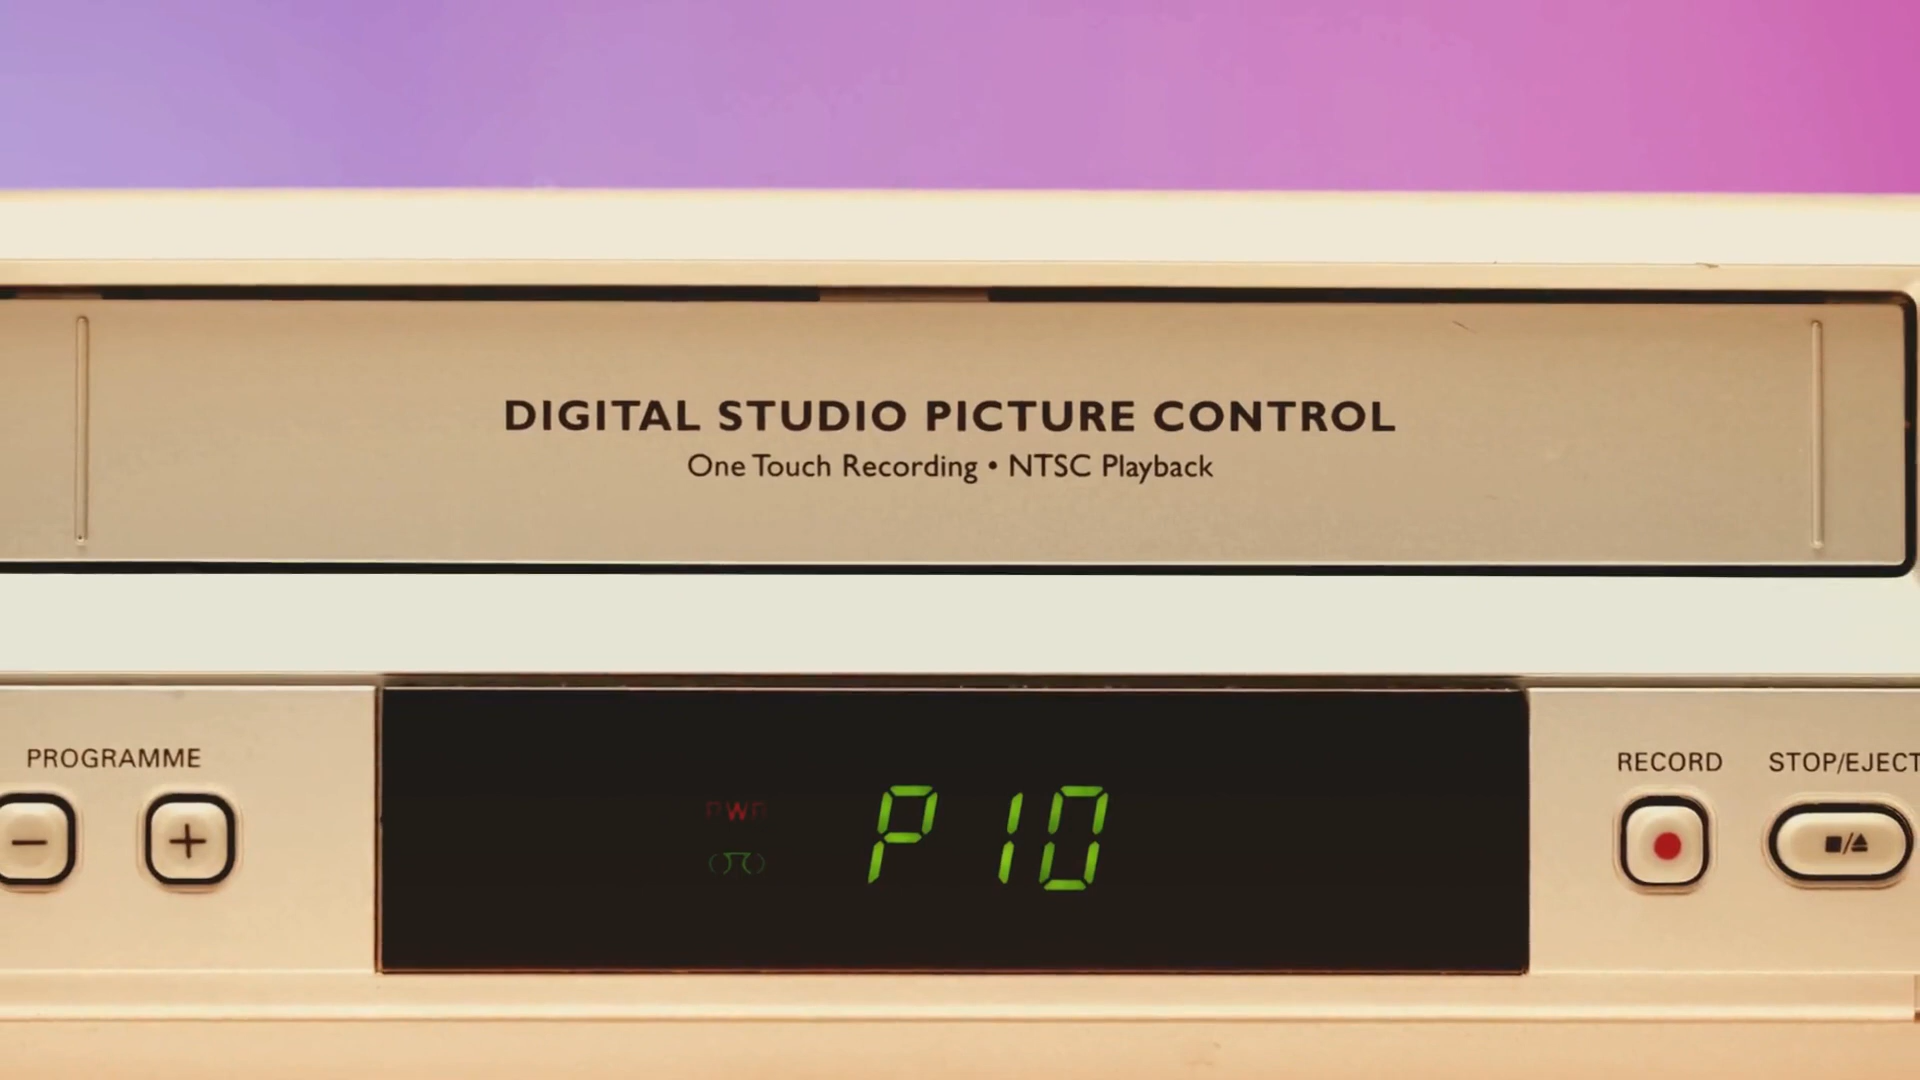 DIGITAL STUDIO PICTURE CONTROL
One Touch Recording • NTSC Playback
PROGRAMME
RECORD
STOP/EJECT
PWR
P 10